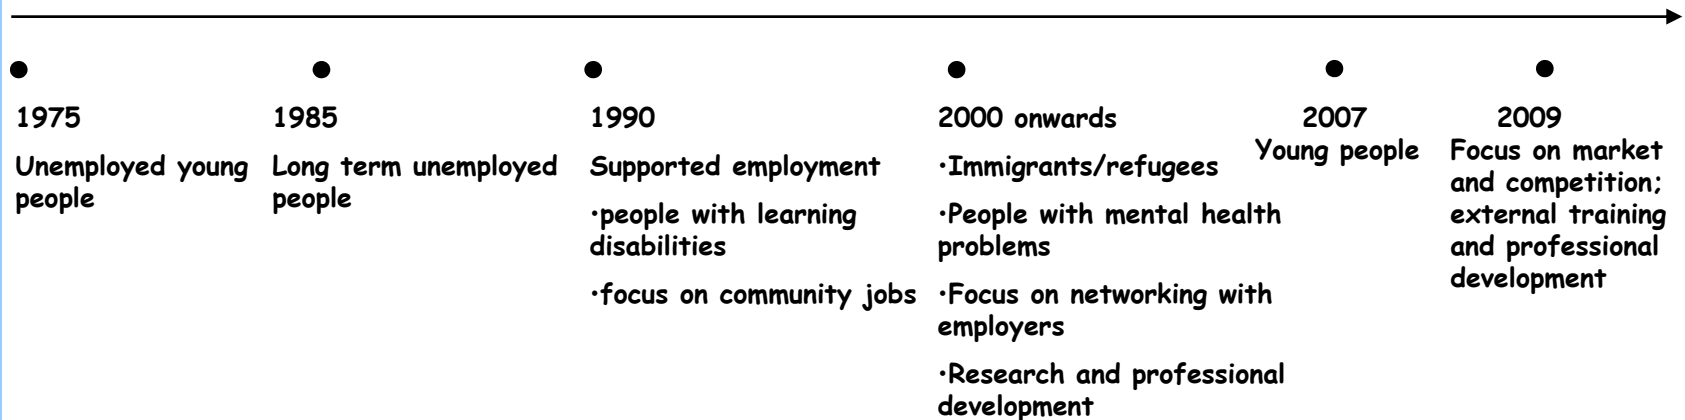 1975
Unemployed young
people
1985
Long term unemployed
people
1990
Supported employment
•people with learning
disabilities
•focus on community jobs
2000 onwards
•Immigrants/refugees
•People with mental health
problems
•Focus on networking with
employers
•Research and professional
development
2007
Young people
2009
Focus on market
and competition;
external training
and professional
development